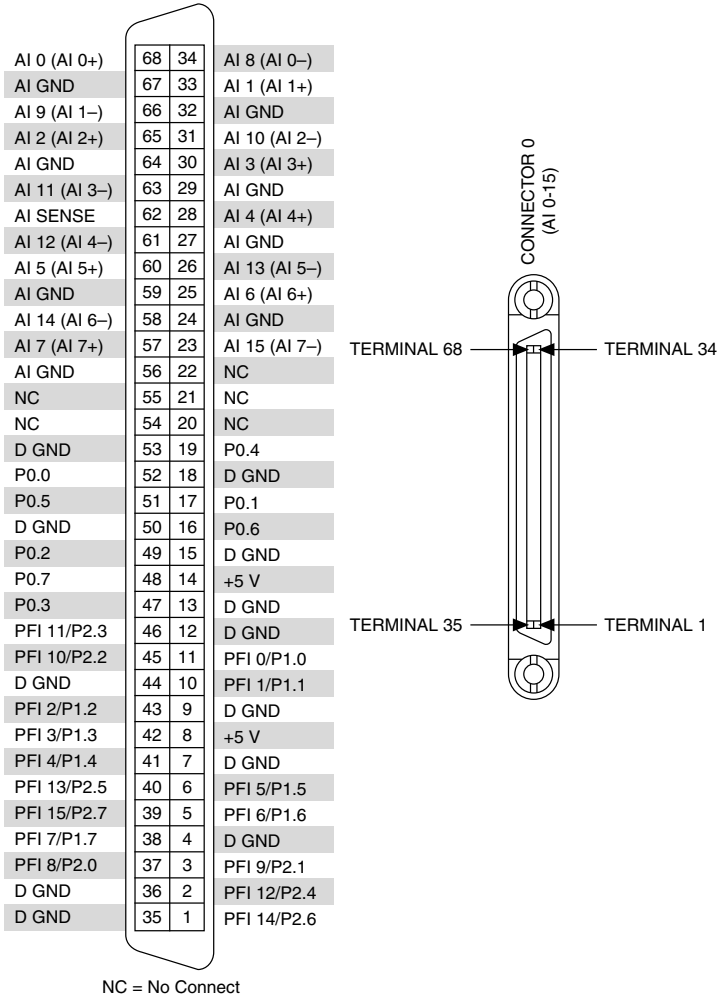 AI 0 (AI 0+) 68 34 AI 8 (AI 0–)
AI GND 67 33 AI 1 (AI 1+)
AI 9 (AI 1–) 66 32 AI GND
AI 2 (AI 2+) 65 31 AI 10 (AI 2–)
AI GND 64 30 AI 3 (AI 3+)
AI 11 (AI 3–) 63 29 AI GND
AI SENSE 62 28 AI 4 (AI 4+)
AI 12 (AI 4–) 61 27 AI GND
AI 5 (AI 5+) 60 26 AI 13 (AI 5–)
AI GND 59 25 AI 6 (AI 6+)
AI 14 (AI 6–) 58 24 AI GND
AI 7 (AI 7+) 57 23 AI 15 (AI 7–)
AI GND 56 22 NC
NC 55 21 NC
NC 54 20 NC
D GND 53 19 P0.4
P0.0 52 18 D GND
P0.5 51 17 P0.1
D GND 50 16 P0.6
P0.2 49 15 D GND
P0.7 48 14 +5 V
P0.3 47 13 D GND
PFI 11/P2.3 46 12 D GND
PFI 10/P2.2 45 11 PFI 0/P1.0
D GND 44 10 PFI 1/P1.1
PFI 2/P1.2 43 9 D GND
PFI 3/P1.3 42 8 +5 V
PFI 4/P1.4 41 7 D GND
PFI 13/P2.5 40 6 PFI 5/P1.5
PFI 15/P2.7 39 5 PFI 6/P1.6
PFI 7/P1.7 38 4 D GND
PFI 8/P2.0 37 3 PFI 9/P2.1
D GND 36 2 PFI 12/P2.4
D GND 35 1 PFI 14/P2.6
NC = No Connect
CONNECTOR 0
(AI 0-15)
TERMINAL 68
TERMINAL 34
TERMINAL 35
TERMINAL 1